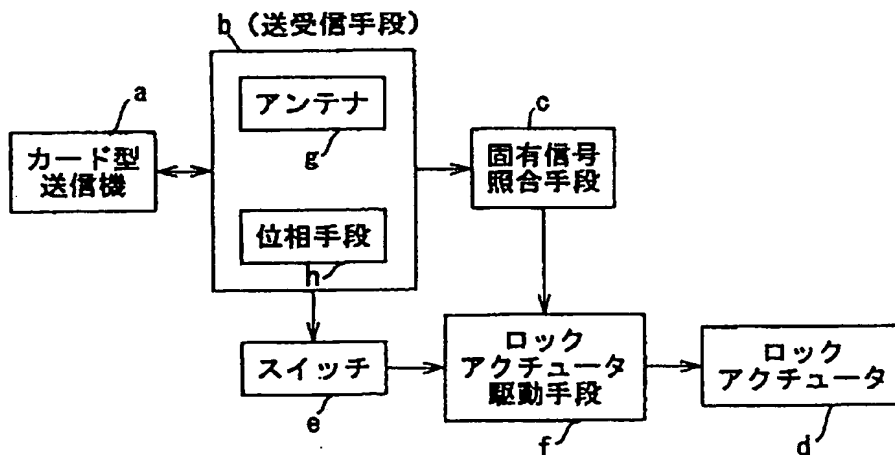 b（送受信手段）
a
カード型
送信機
アンテナ
g
位相手段
h
c
固有信号
照合手段
スイッチ
e
ロック
アクチュータ
駆動手段
f
ロック
アクチュータ
d